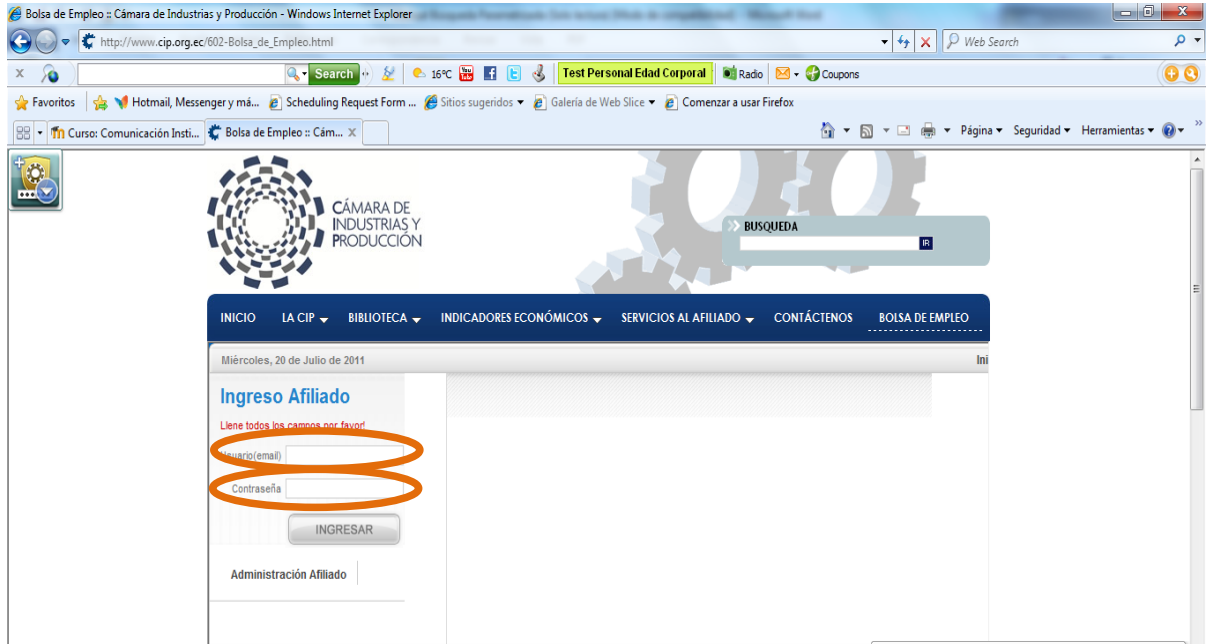 Bolsa de Empleo :: Cámara de Industrias y Producción - Windows Internet Explorer
http://www.cip.org.ec/602-Bolsa_de_Empleo.html
Web Search
Search
16°C
You Tube
Test Personal Edad Corporal
Radio
Coupons
Favoritos
Hotmail, Messenger y má...
Scheduling Request Form ...
Sitios sugeridos
Galería de Web Slice
Comenzar a usar Firefox
Curso: Comunicación Insti...
Bolsa de Empleo :: Cám...
Página
Seguridad
Herramientas
CÁMARA DE
INDUSTRIAS Y
PRODUCCIÓN
BUSQUEDA
IR
INICIO
LA CIP
BIBLIOTECA
INDICADORES ECONÓMICOS
SERVICIOS AL AFILIADO
CONTÁCTENOS
BOLSA DE EMPLEO
Miércoles, 20 de Julio de 2011
Ini
Ingreso Afiliado
Llene todos los campos por favor!
Usuario(email)
Contraseña
INGRESAR
Administración Afiliado